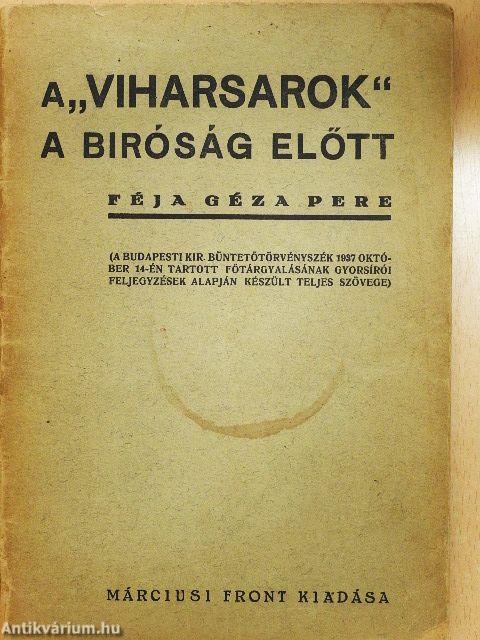 A „VIHARSAROK“
A BIRÓSÁG ELŐTT
FÉJA GÉZA PERE
(A BUDAPESTI KIR. BÜNTETŐTÖRVÉNYSZÉK 1937 OKTÓ-
BER 14-ÉN TARTOTT FŐTÁRGYALÁSÁNAK GYORSÍRÓI
FELJEGYZÉSEK ALAPJÁN KÉSZÜLT TELJES SZÖVEGE)
MÁRCIUSI FRONT KIADÁSA
Antikvárium.hu